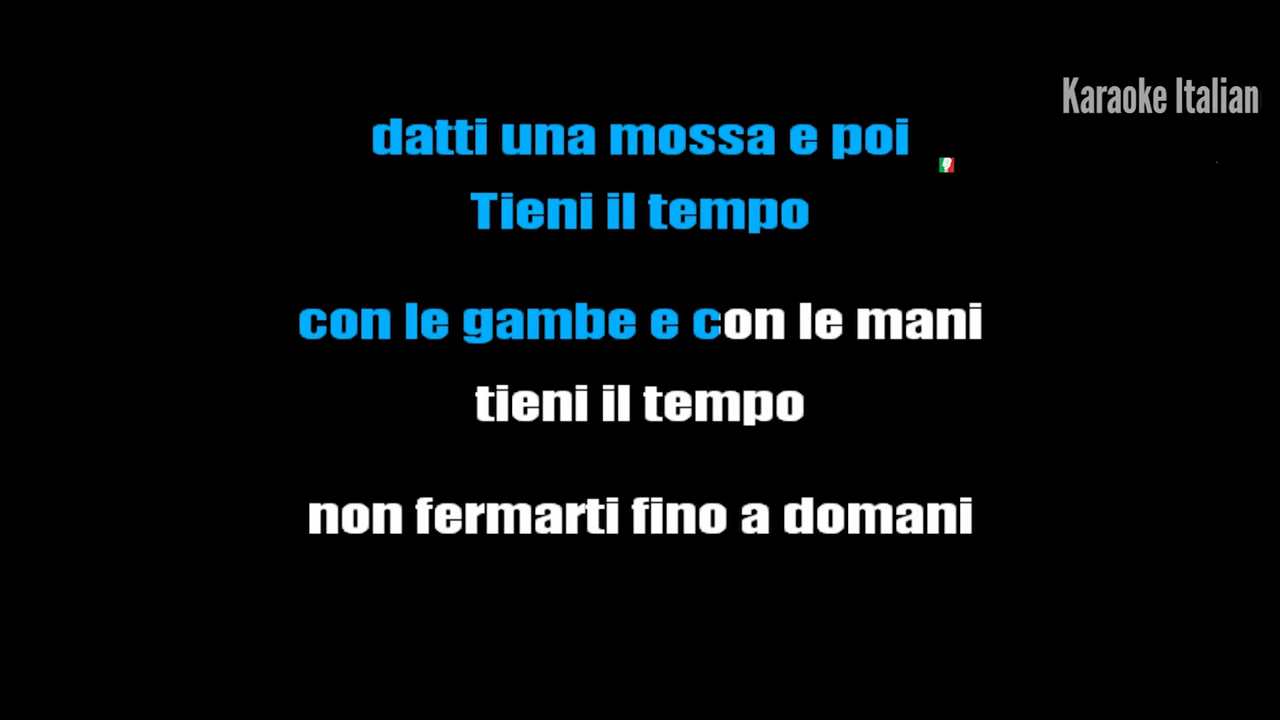 Karaoke Italian
datti una mossa e poi
Tieni il tempo
con le gambe e con le mani
tieni il tempo
non fermarti fino a domani